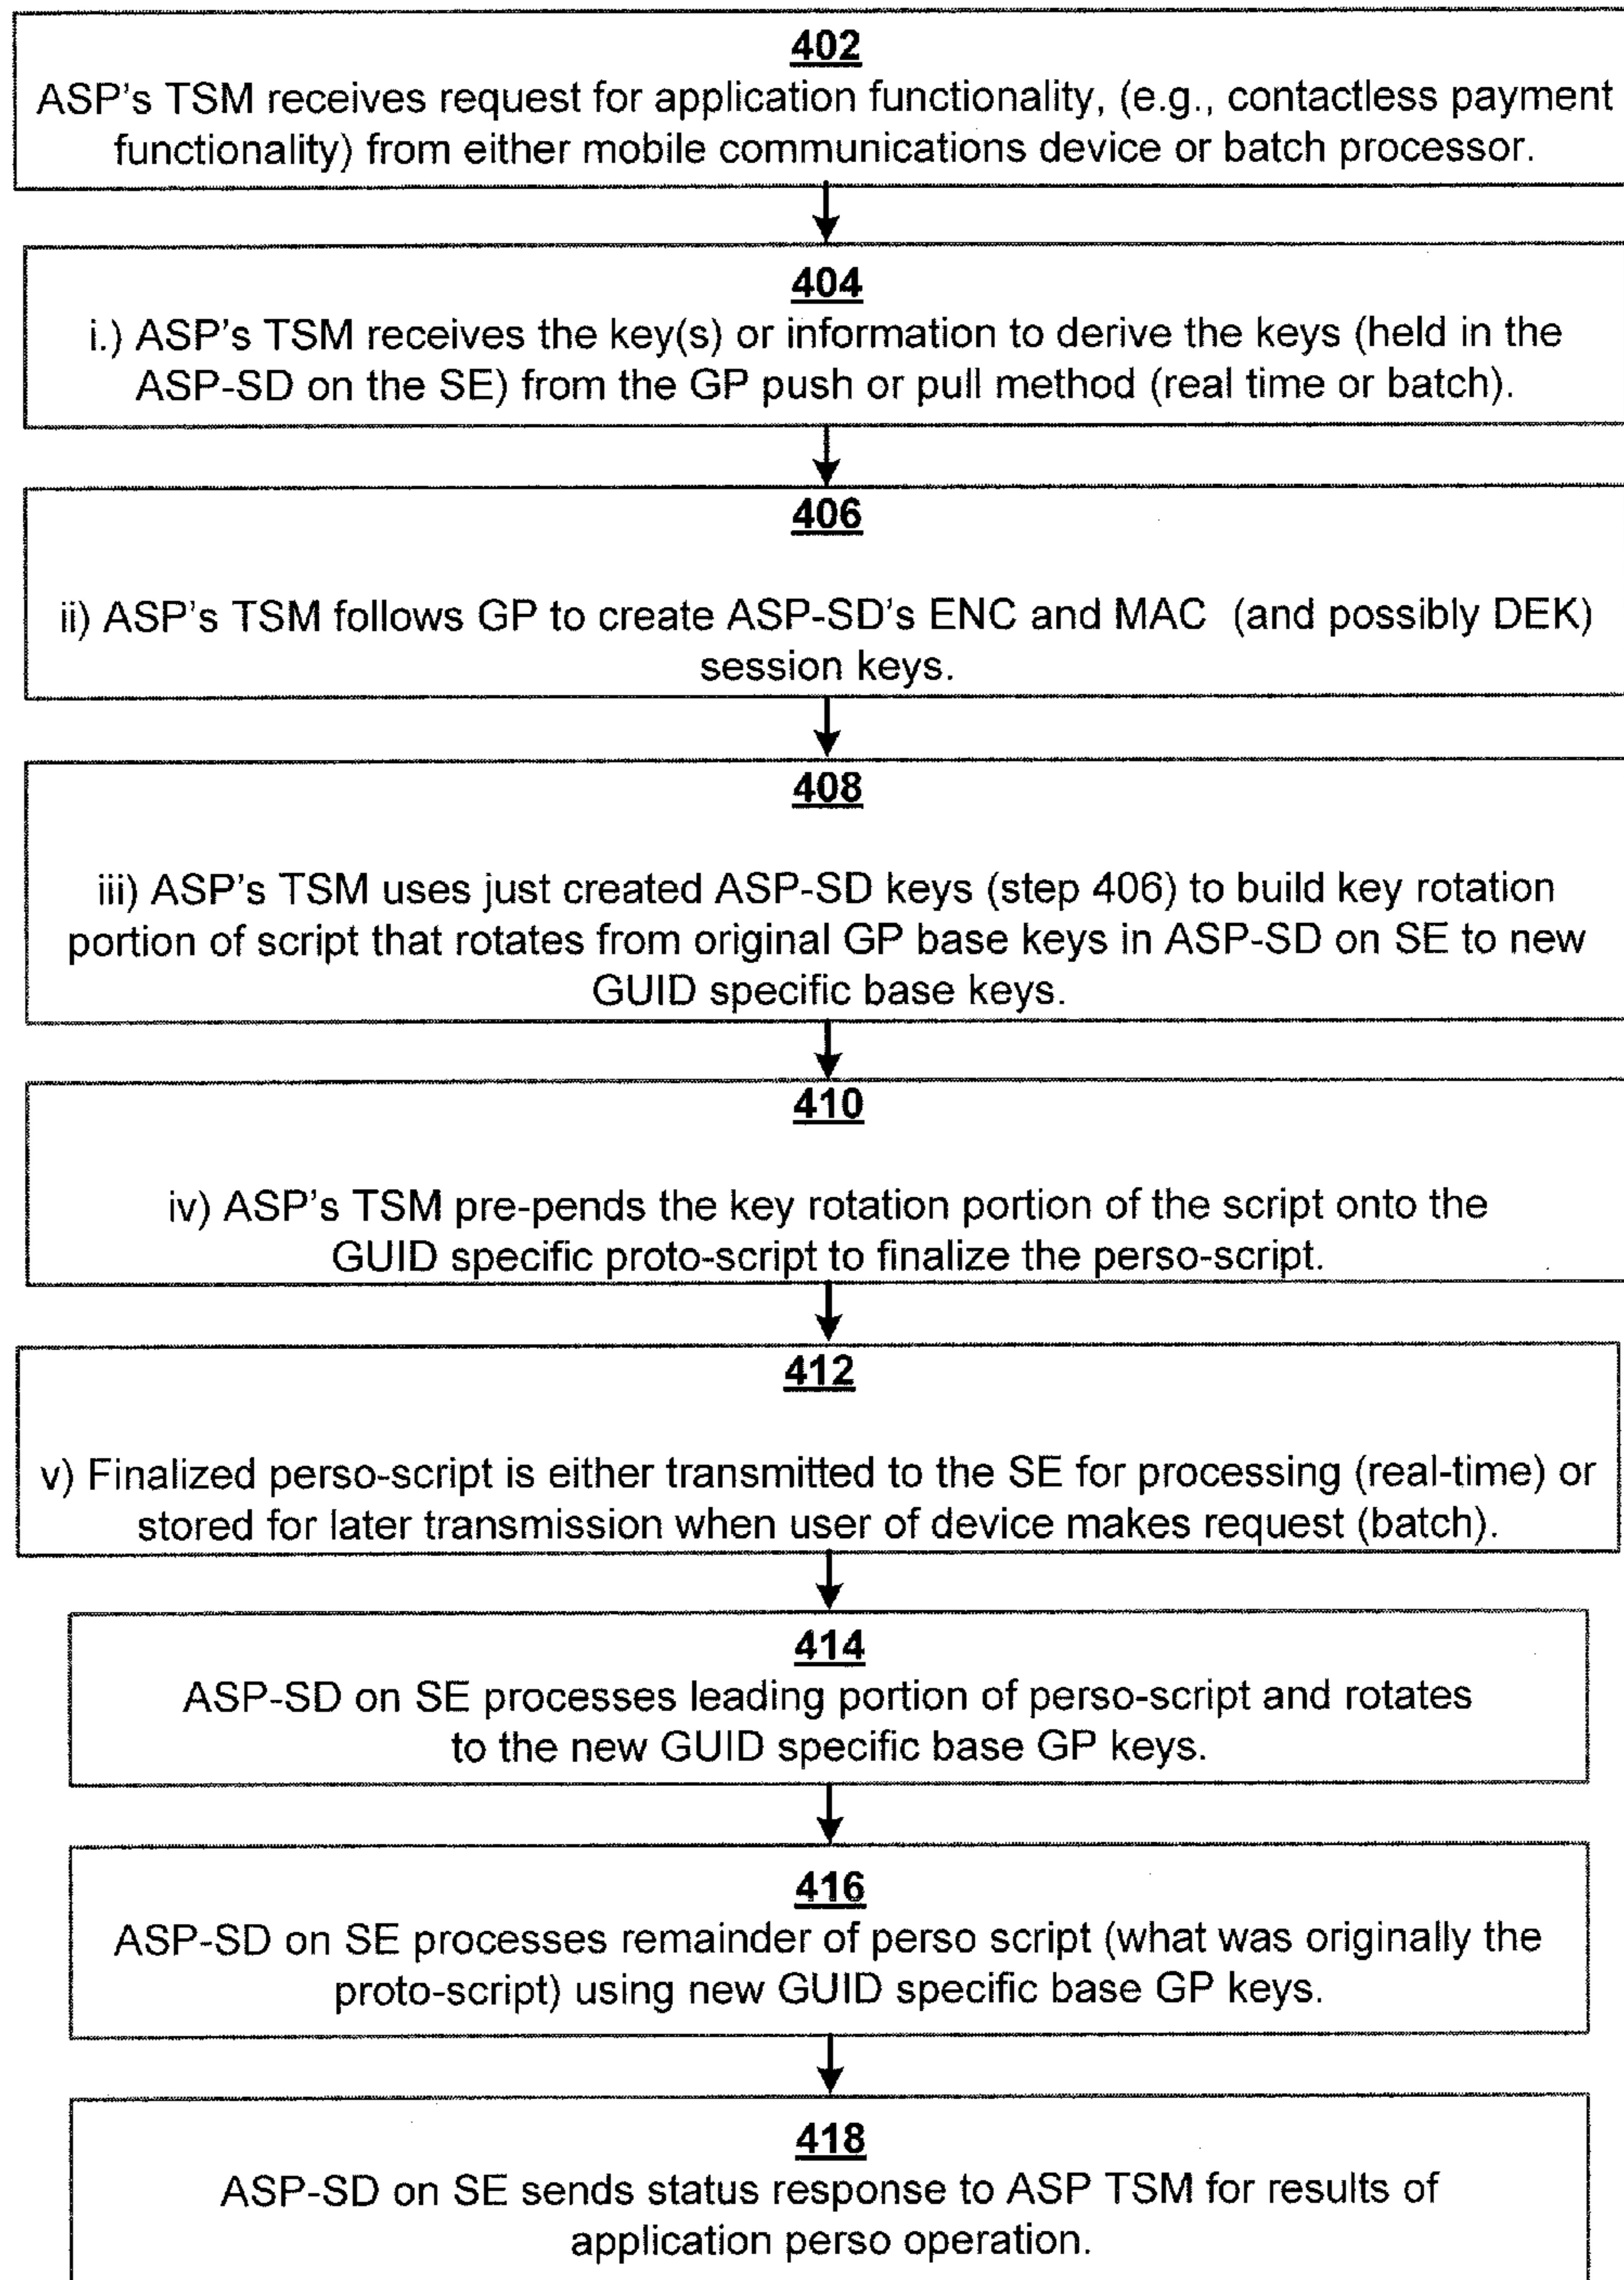 402
ASP's TSM receives request for application functionality, (e.g., contactless payment
functionality) from either mobile communications device or batch processor.
404
i.) ASP's TSM receives the key(s) or information to derive the keys (held in the
ASP-SD on the SE) from the GP push or pull method (real time or batch).
406
ii) ASP's TSM follows GP to create ASP-SD's ENC and MAC (and possibly DEK)
session keys.
408
iii) ASP's TSM uses just created ASP-SD keys (step 406) to build key rotation
portion of script that rotates from original GP base keys in ASP-SD on SE to new
GUID specific base keys.
410
iv) ASP's TSM pre-pends the key rotation portion of the script onto the
GUID specific proto-script to finalize the perso-script.
412
v) Finalized perso-script is either transmitted to the SE for processing (real-time) or
stored for later transmission when user of device makes request (batch).
414
ASP-SD on SE processes leading portion of perso-script and rotates
to the new GUID specific base GP keys.
416
ASP-SD on SE processes remainder of perso script (what was originally the
proto-script) using new GUID specific base GP keys.
418
ASP-SD on SE sends status response to ASP TSM for results of
application perso operation.